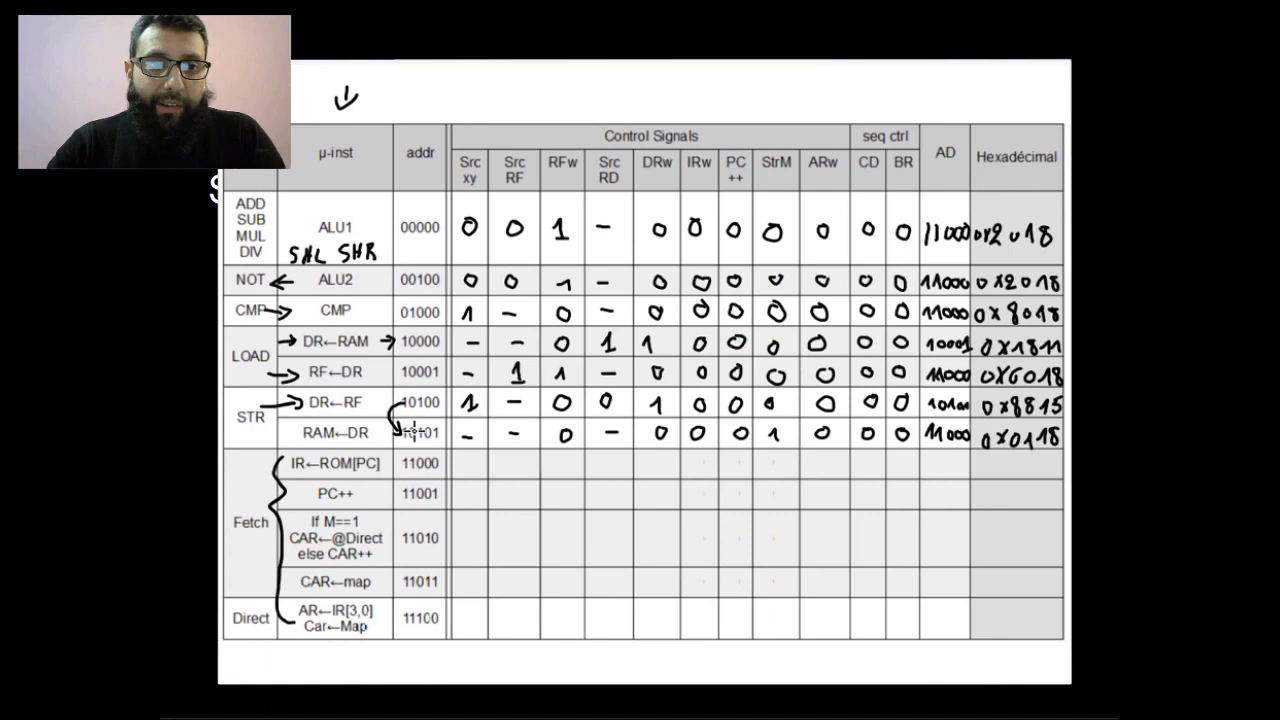 Control Signals seq ctrl
μ-inst addr Src xy Src RF RFw Src RD DRw IRw PC ++ StrM ARw CD BR AD Hexadécimal
ADD SUB MUL DIV ALU1 SHL SHR 00000 0 0 1 - 0 0 0 0 0 0 0 11000 0x2018
NOT ALU2 00100 0 0 1 - 0 0 0 0 0 0 0 11000 0x2018
CMP CMP 01000 1 - 0 - 0 0 0 0 0 0 0 11000 0x8018
LOAD
DR←RAM 10000 - - 0 1 1 0 0 0 0 0 0 10001 0x1811
RF←DR 10001 - 1 1 - 0 0 0 0 0 0 0 11000 0x6018
STR
DR←RF 10100 1 - 0 0 1 0 0 0 0 0 0 10101 0x8815
RAM←DR 10101 - - 0 - 0 0 0 1 0 0 0 11000 0x0118
Fetch
IR←ROM[PC] 11000
PC++ 11001
If M==1
CAR←@Direct 11010
else CAR++
CAR←map 11011
Direct
AR←IR[3,0] 11100
Car←Map